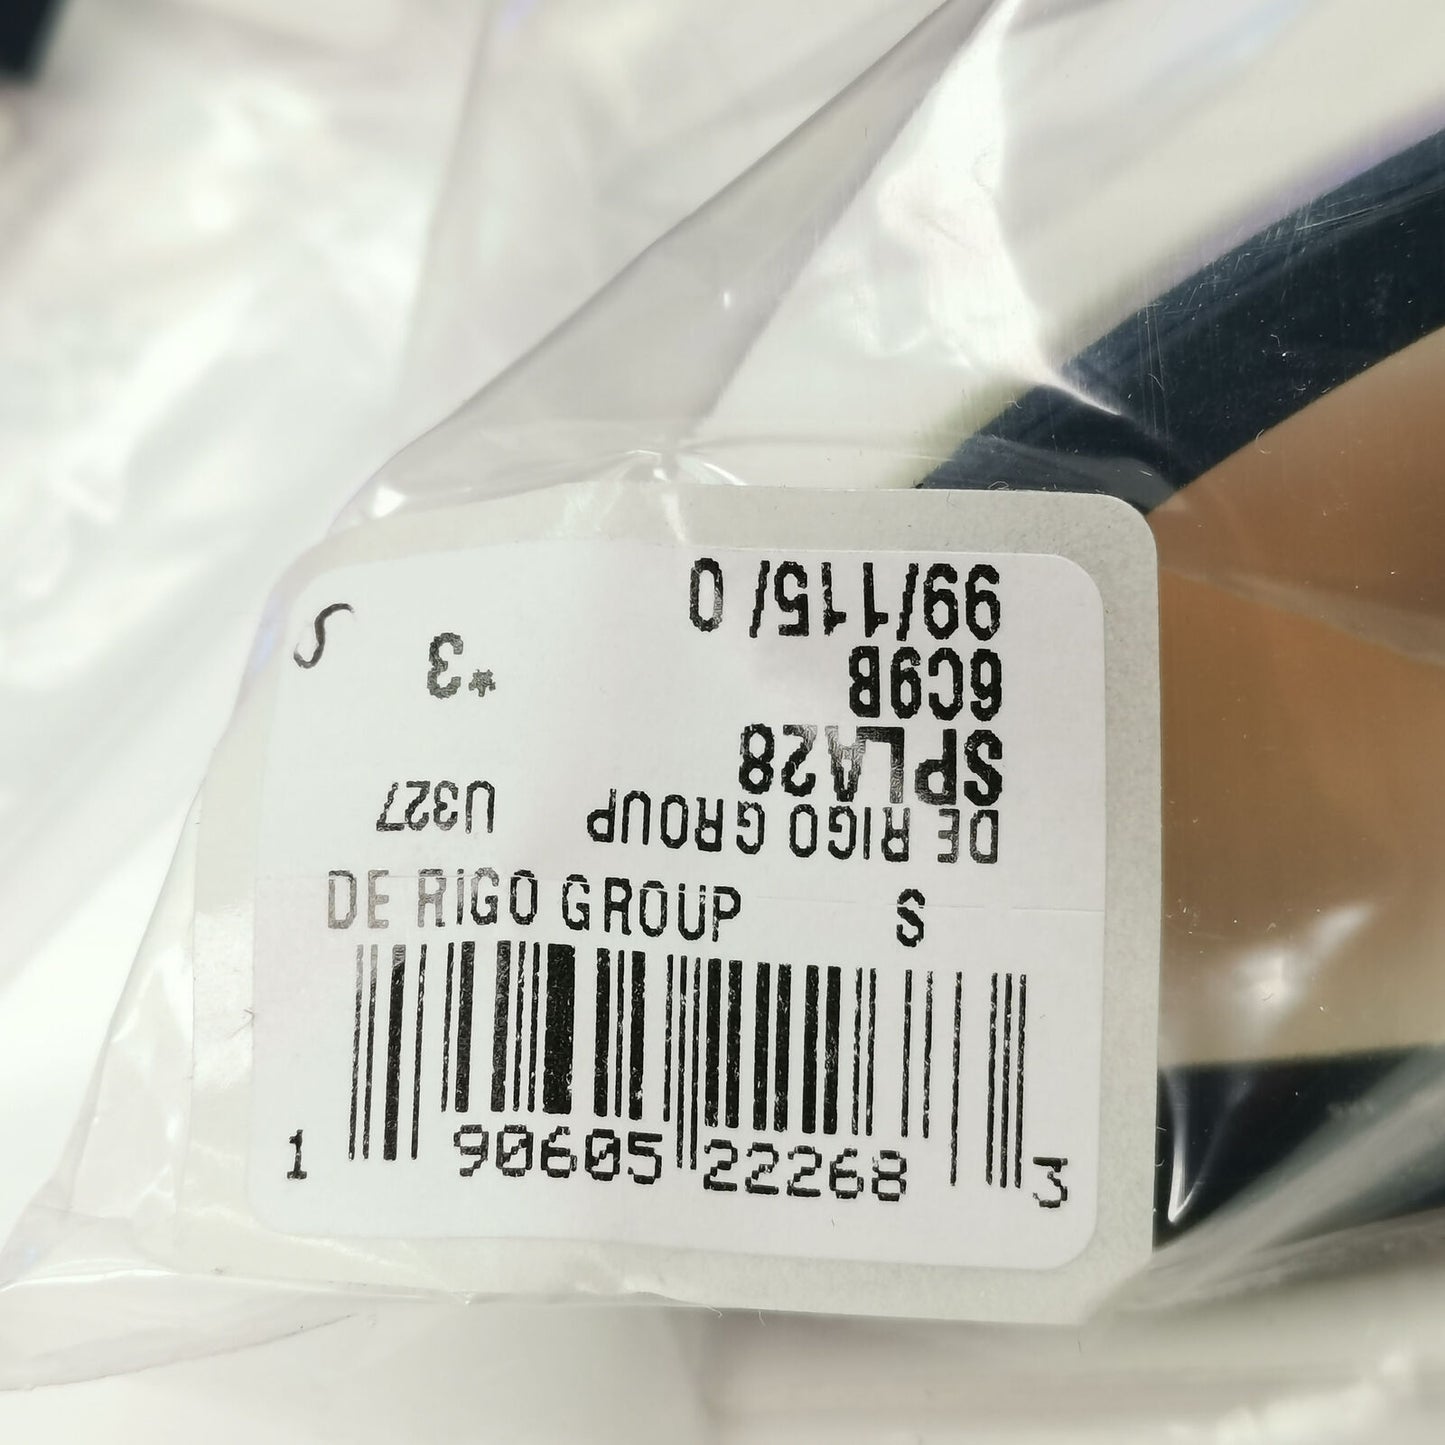 DE RIGO GROUP S
1 90605 22268 3
DE RIGO GROUP U327
SPLA28
6C9B *3
99/115/ 0 S